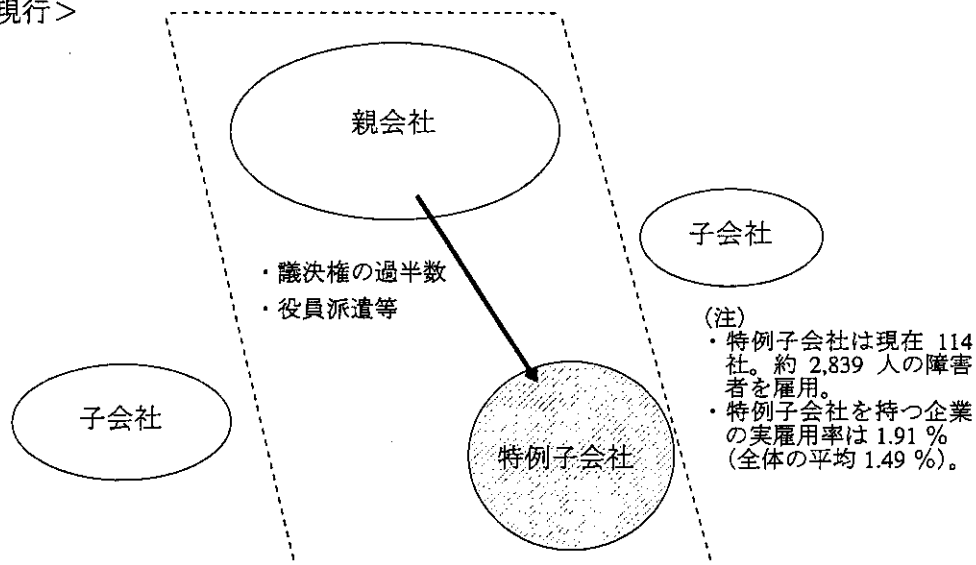 現行>
親会社
子会社
・議決権の過半数
・役員派遣等
(注)
・特例子会社は現在 114
社。約 2,839 人の障害
者を雇用。
・特例子会社を持つ企業
の実雇用率は 1.91 %
(全体の平均 1.49 %)。
子会社
特例子会社